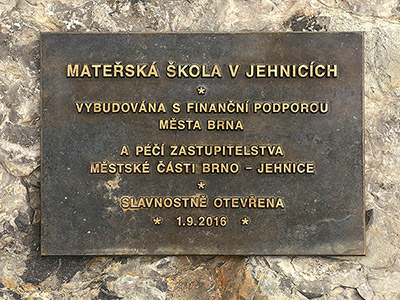 MATEŘSKÁ ŠKOLA V JEHNICÍCH
*
VYBUDOVÁNA S FINANČNÍ PODPOROU
MĚSTA BRNA
A PÉČÍ ZASTUPITELSTVA
MĚSTSKÉ ČÁSTI BRNO – JEHNICE
*
SLAVNOSTNĚ OTEVŘENA
* 1.9.2016 *